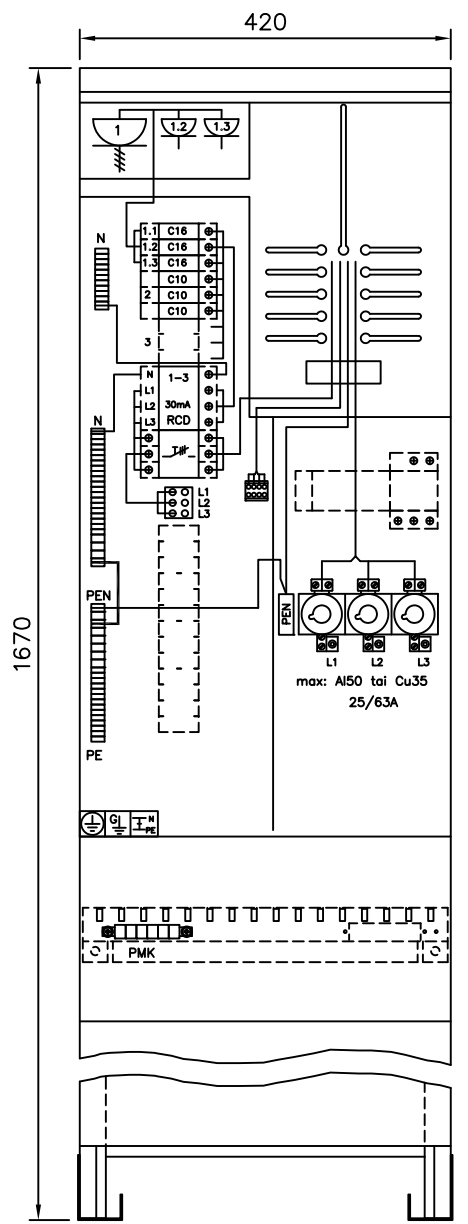 420
1670
1
1.2
1.3
N
1.1 C16
1.2 C16
1.3 C16
C10
2 C10
C10
3
N 1-3
L1
L2 30mA
L3 RCD
T
L1
L2
L3
N
PEN
PE
PEN
L1 L2 L3
max: Al50 tai Cu35
25/63A
G N
PE
PMK